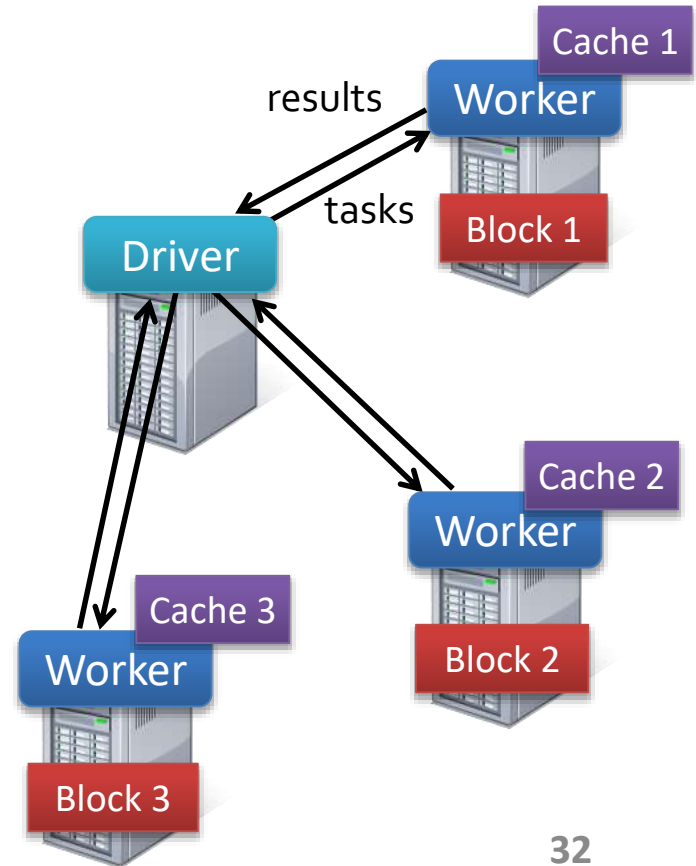 Cache 1
Worker
results
tasks
Block 1
Driver
Cache 2
Worker
Block 2
Cache 3
Worker
Block 3
32